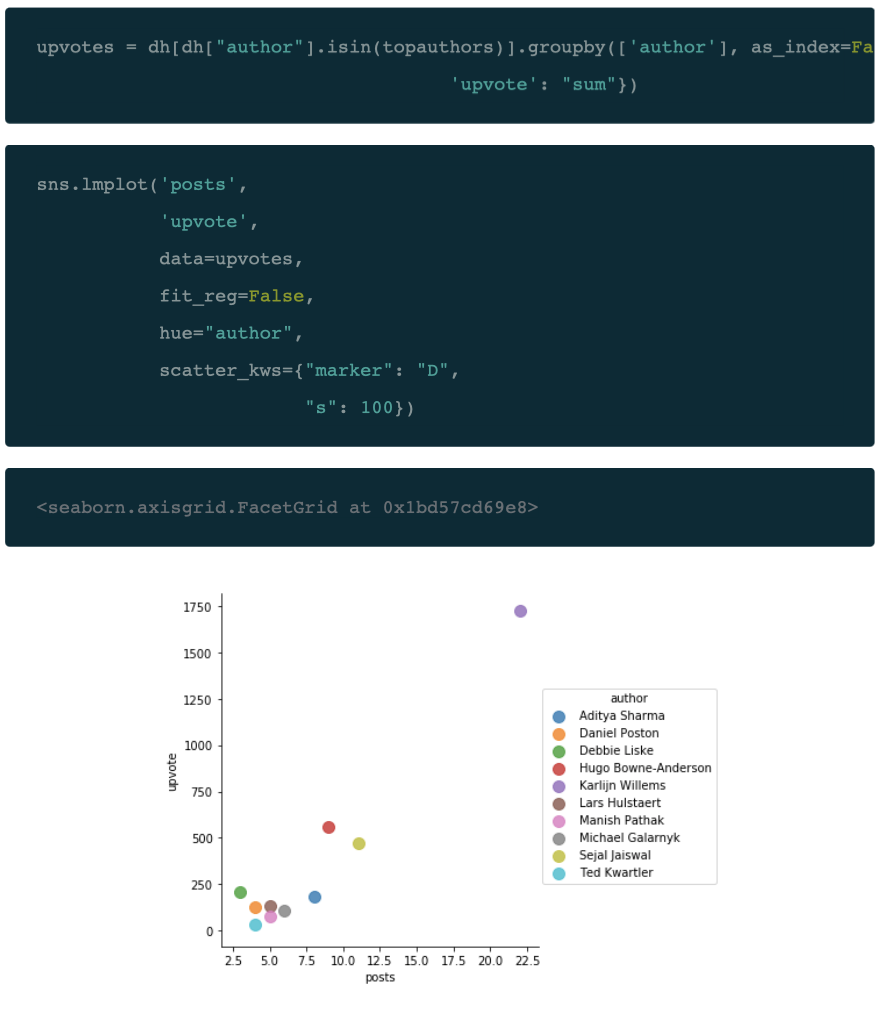 upvotes = dh[dh["author"].isin(topauthors)].groupby(['author'], as_index=Fa
'upvote': "sum"})
sns.lmplot('posts',
'upvote',
data=upvotes,
fit_reg=False,
hue="author",
scatter_kws={"marker": "D",
"s": 100})
<seaborn.axisgrid.FacetGrid at 0x1bd57cd69e8>
1750
1500
1250
1000
750
500
250
0
upvote
2.5 5.0 7.5 10.0 12.5 15.0 17.5 20.0 22.5
posts
author
Aditya Sharma
Daniel Poston
Debbie Liske
Hugo Bowne-Anderson
Karlijn Willems
Lars Hulstaert
Manish Pathak
Michael Galarnyk
Sejal Jaiswal
Ted Kwartler